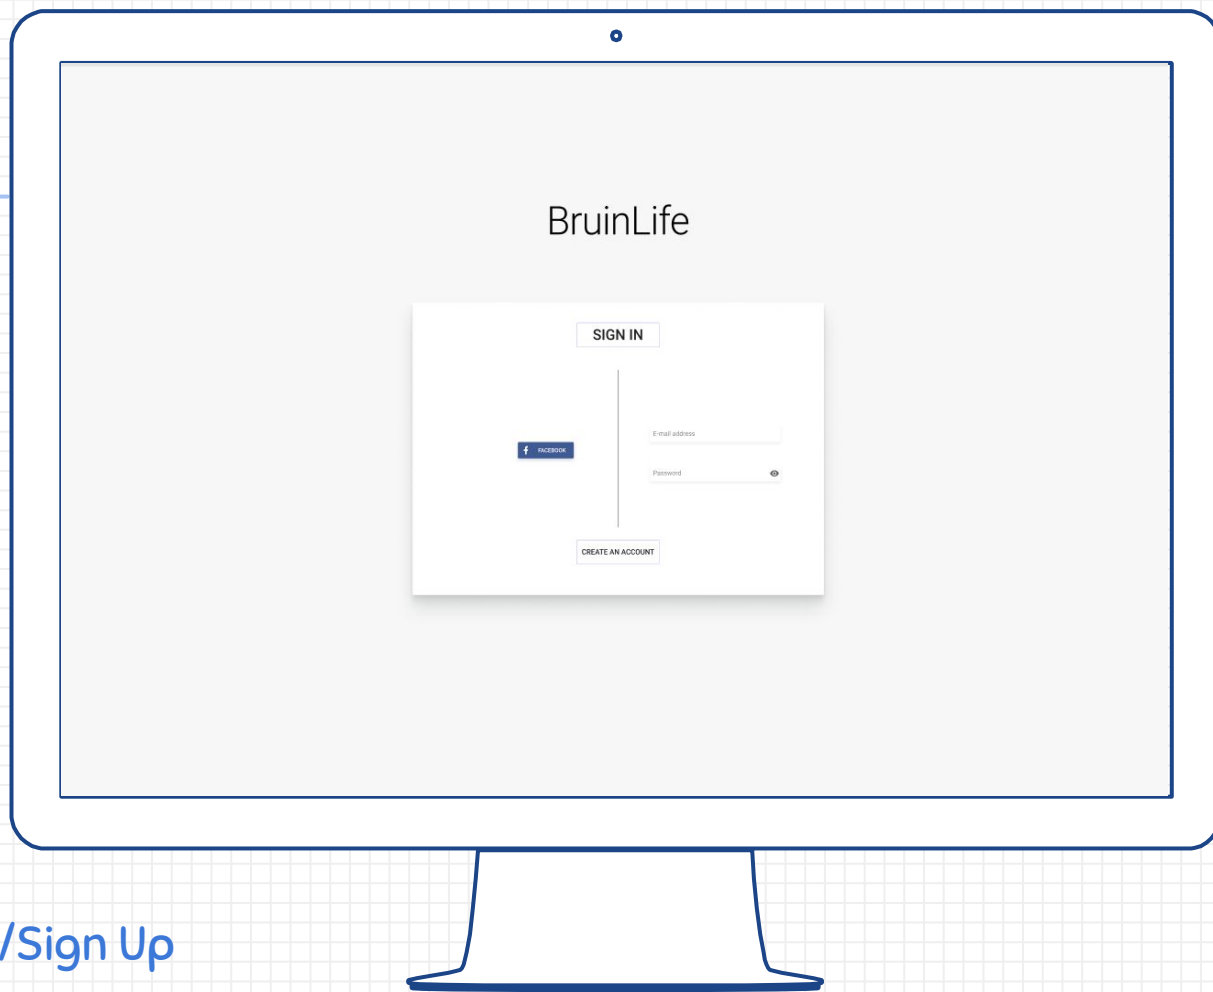 BruinLife
SIGN IN
FACEBOOK
E-mail address
Password
CREATE AN ACCOUNT
/Sign Up